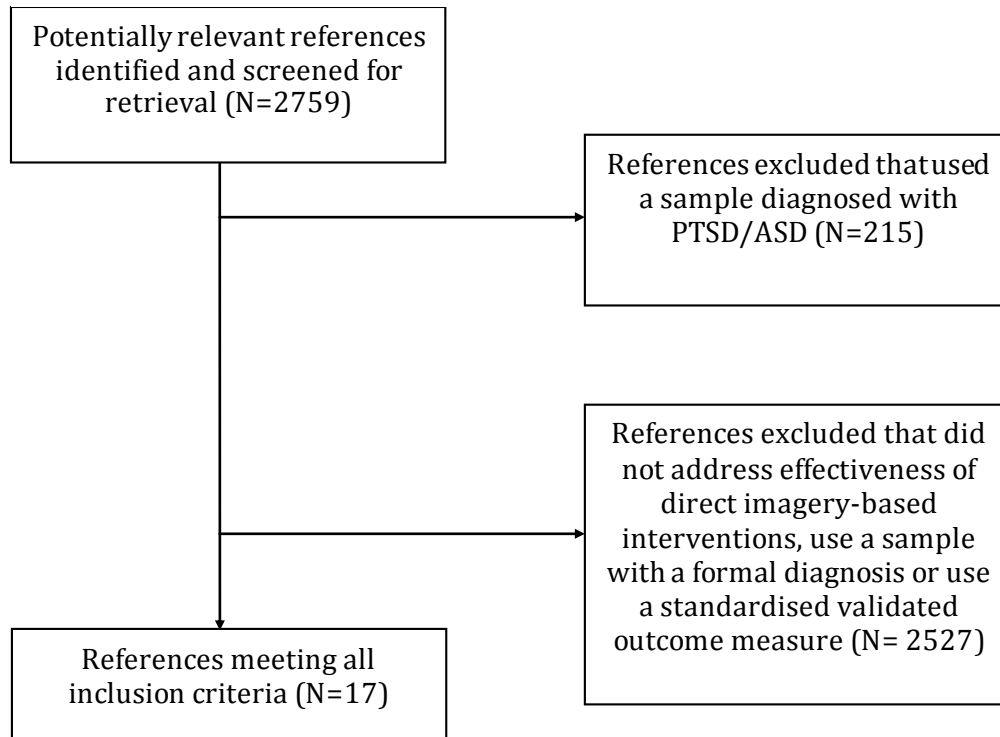 Potentially relevant references
identified and screened for
retrieval (N=2759)
References excluded that used
a sample diagnosed with
PTSD/ASD (N=215)
References excluded that did
not address effectiveness of
direct imagery-based
interventions, use a sample
with a formal diagnosis or use
a standardised validated
outcome measure (N= 2527)
References meeting all
inclusion criteria (N=17)